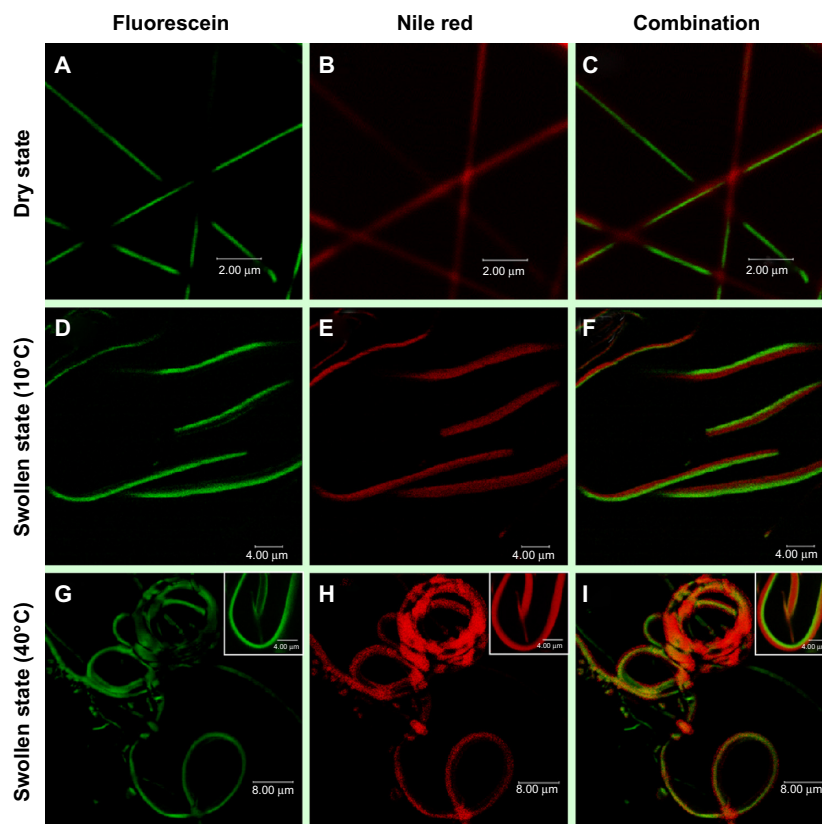 Fluorescein
Nile red
Combination
Dry state
A
B
C
2.00 μm
2.00 μm
2.00 μm
Swollen state (10°C)
D
E
F
4.00 μm
4.00 μm
4.00 μm
Swollen state (40°C)
G
H
I
4.00 μm
4.00 μm
4.00 μm
8.00 μm
8.00 μm
8.00 μm